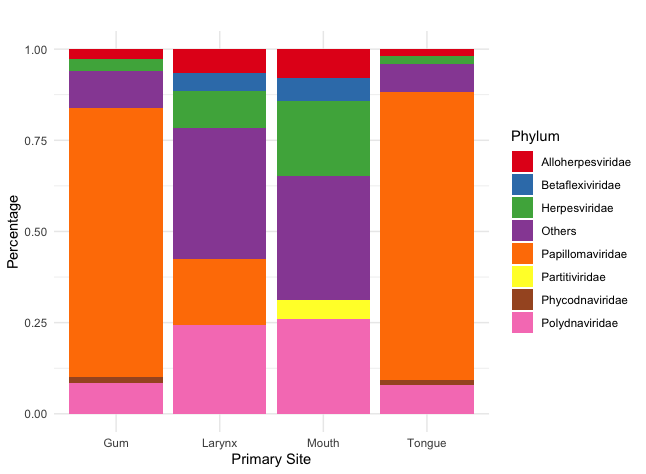 1.00
0.75
0.50
0.25
0.00
Percentage
Gum
Larynx
Mouth
Tongue
Primary Site
Phylum
Alloherpesviridae
Betaflexiviridae
Herpesviridae
Others
Papillomaviridae
Partitiviridae
Phycodnaviridae
Polydnaviridae